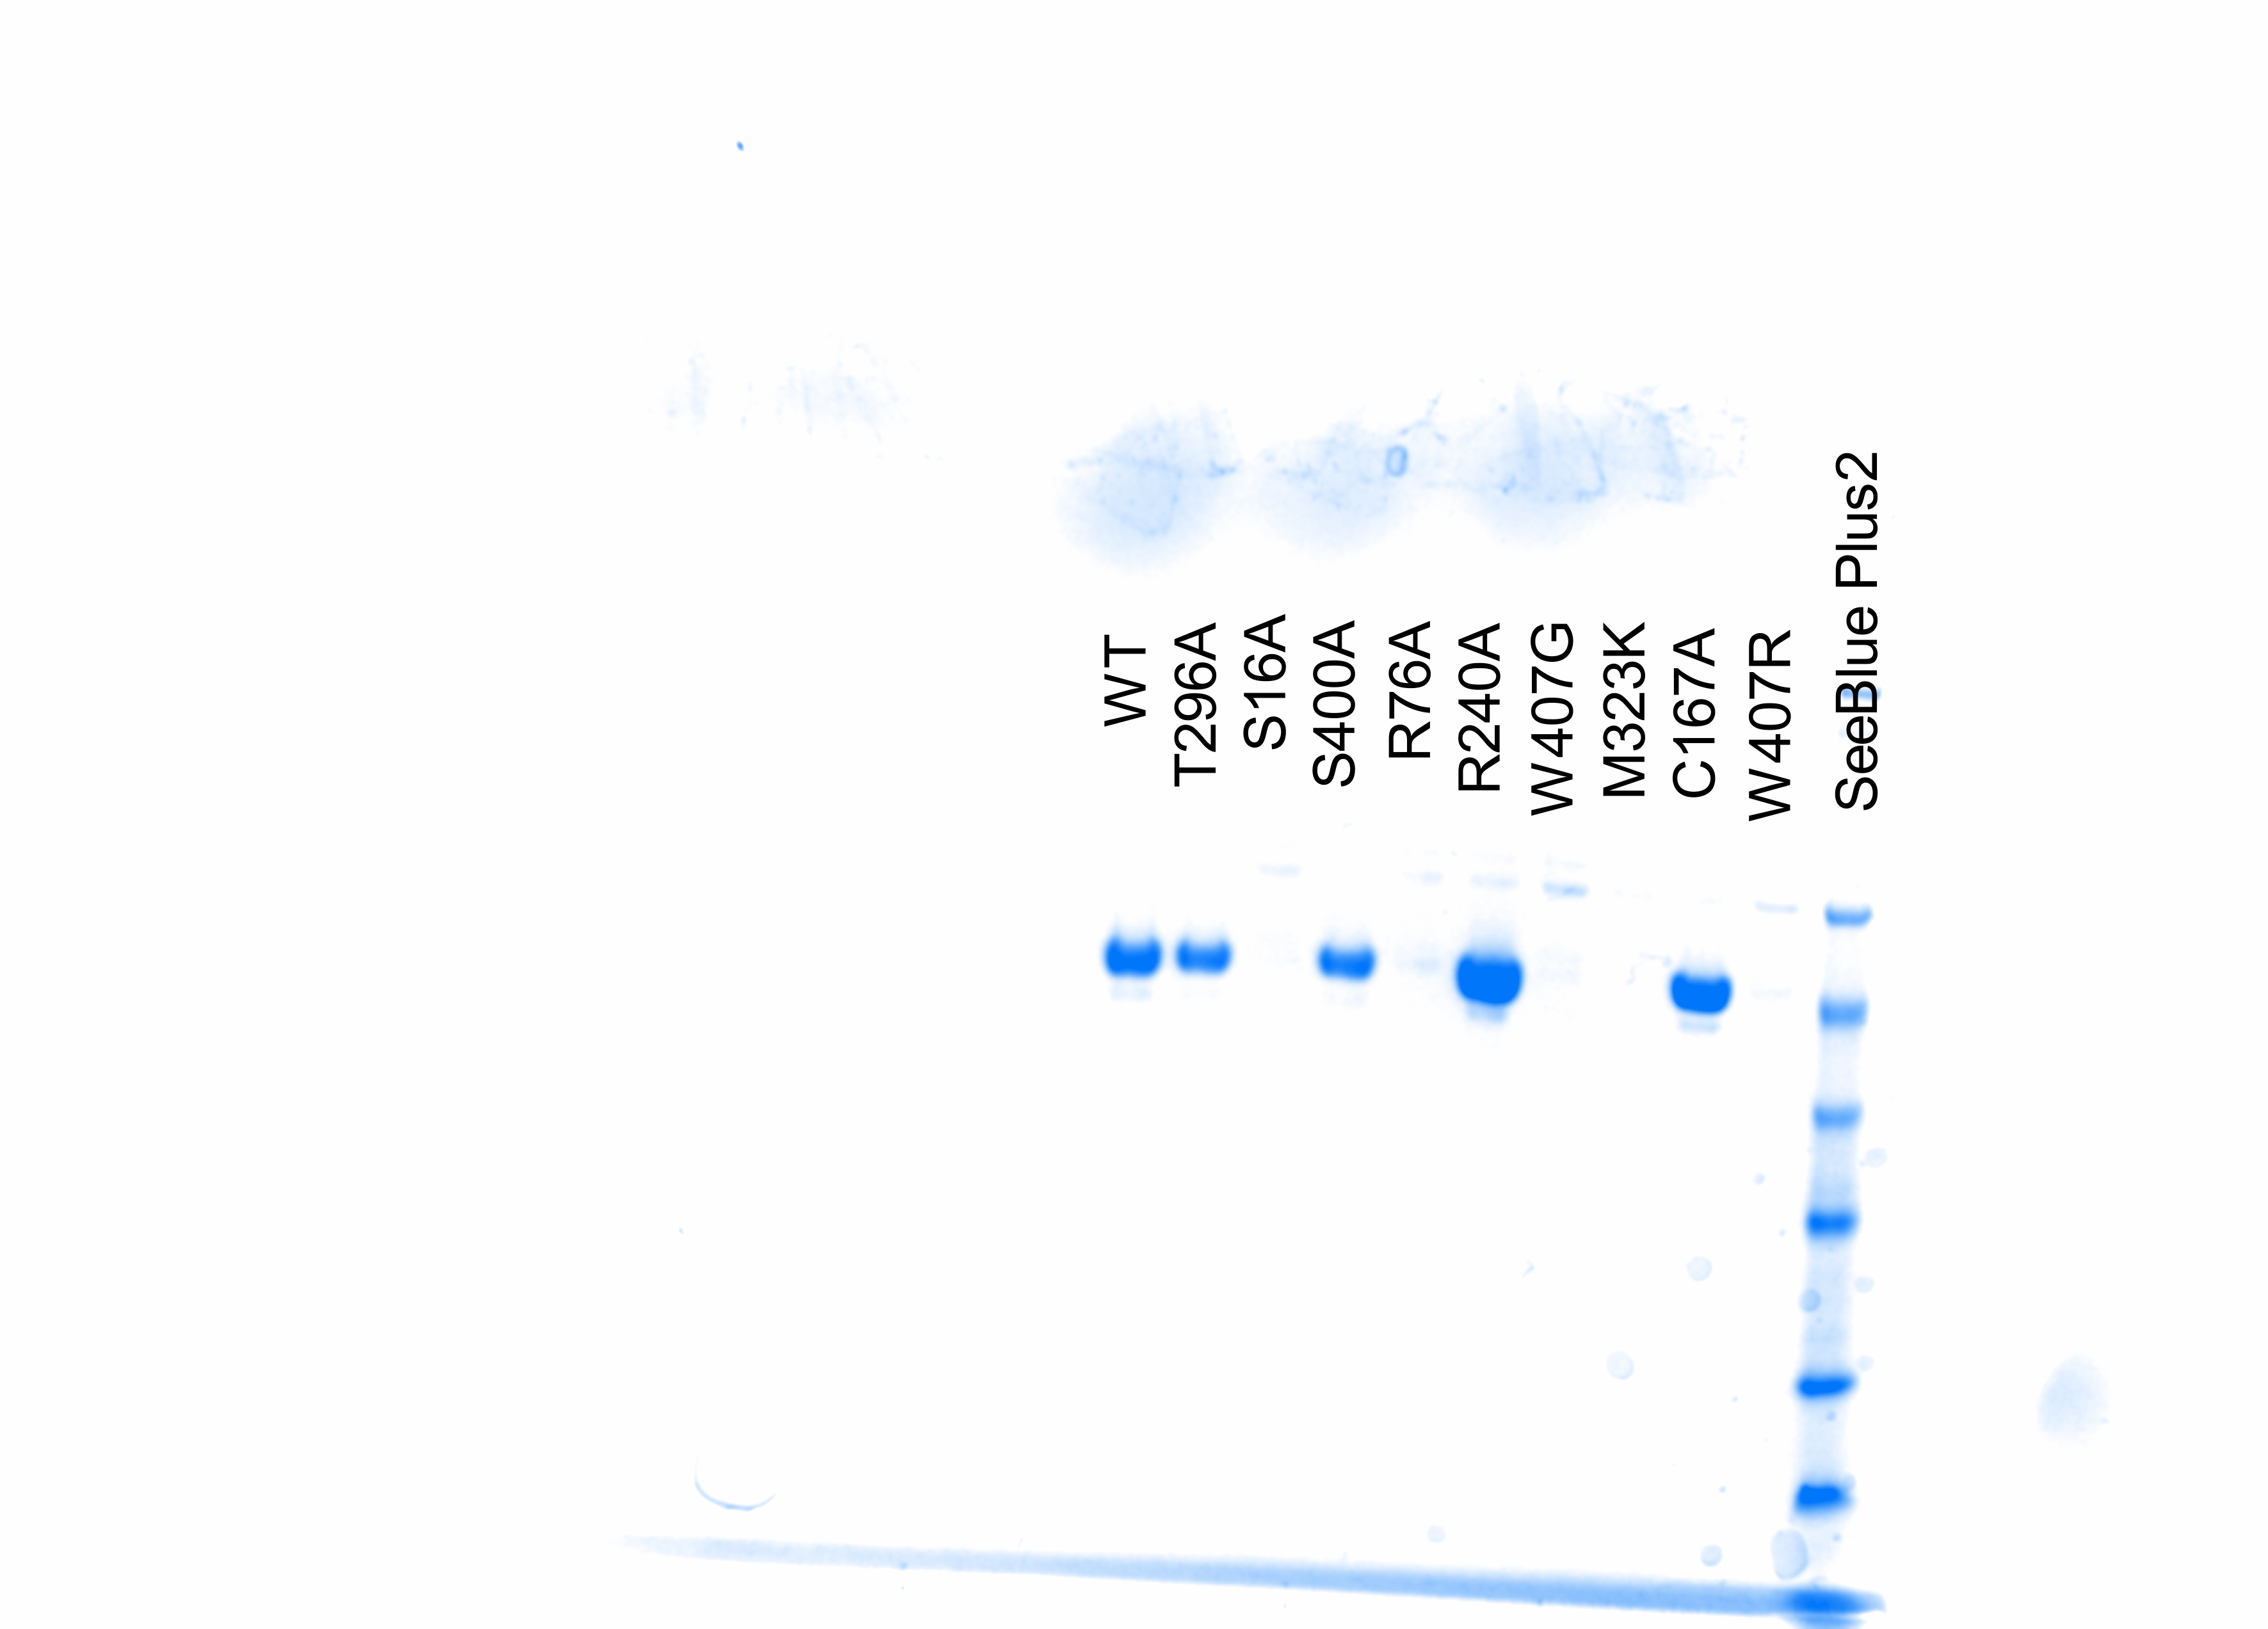 WT
T296A
S16A
S400A
R76A
R240A
W407G
M323K
C167A
W407R
SeeBlue Plus2